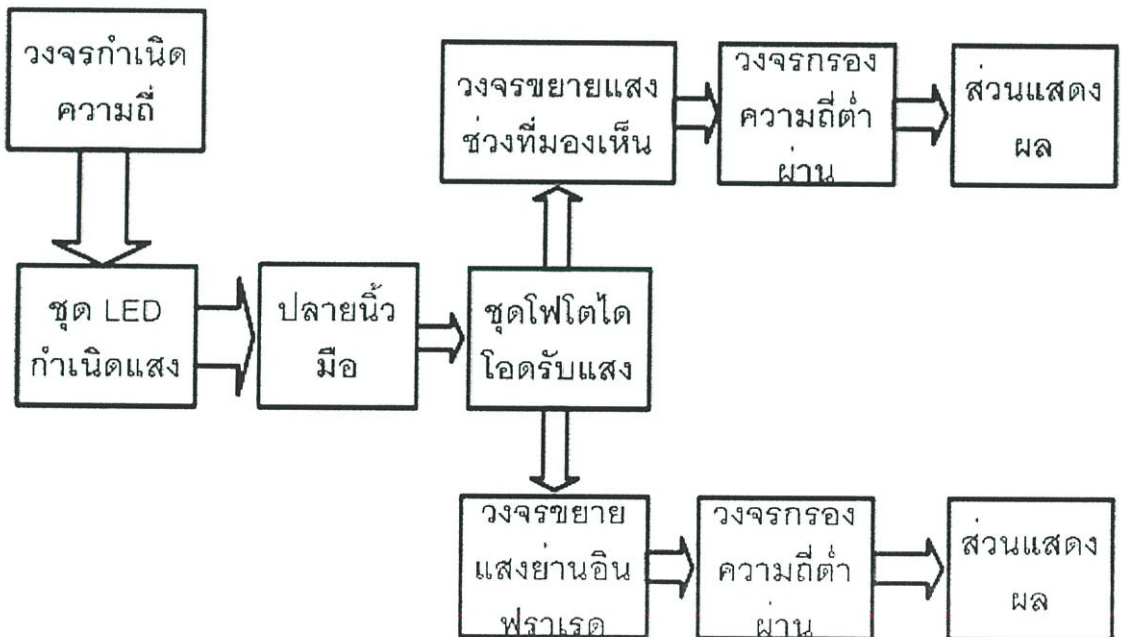 วงจรกำเนิด
ความถี่
วงจรขยายแสง
ช่วงที่มองเห็น
วงจรกรอง
ความถี่ต่ำ
ผ่าน
ส่วนแสดง
ผล
ชุด LED
กำเนิดแสง
ปลายนิ้ว
มือ
ชุดโฟโตได
โอดรับแสง
วงจรขยาย
แสงย่านอิน
ฟราเรด
วงจรกรอง
ความถี่ต่ำ
ผ่าน
ส่วนแสดง
ผล